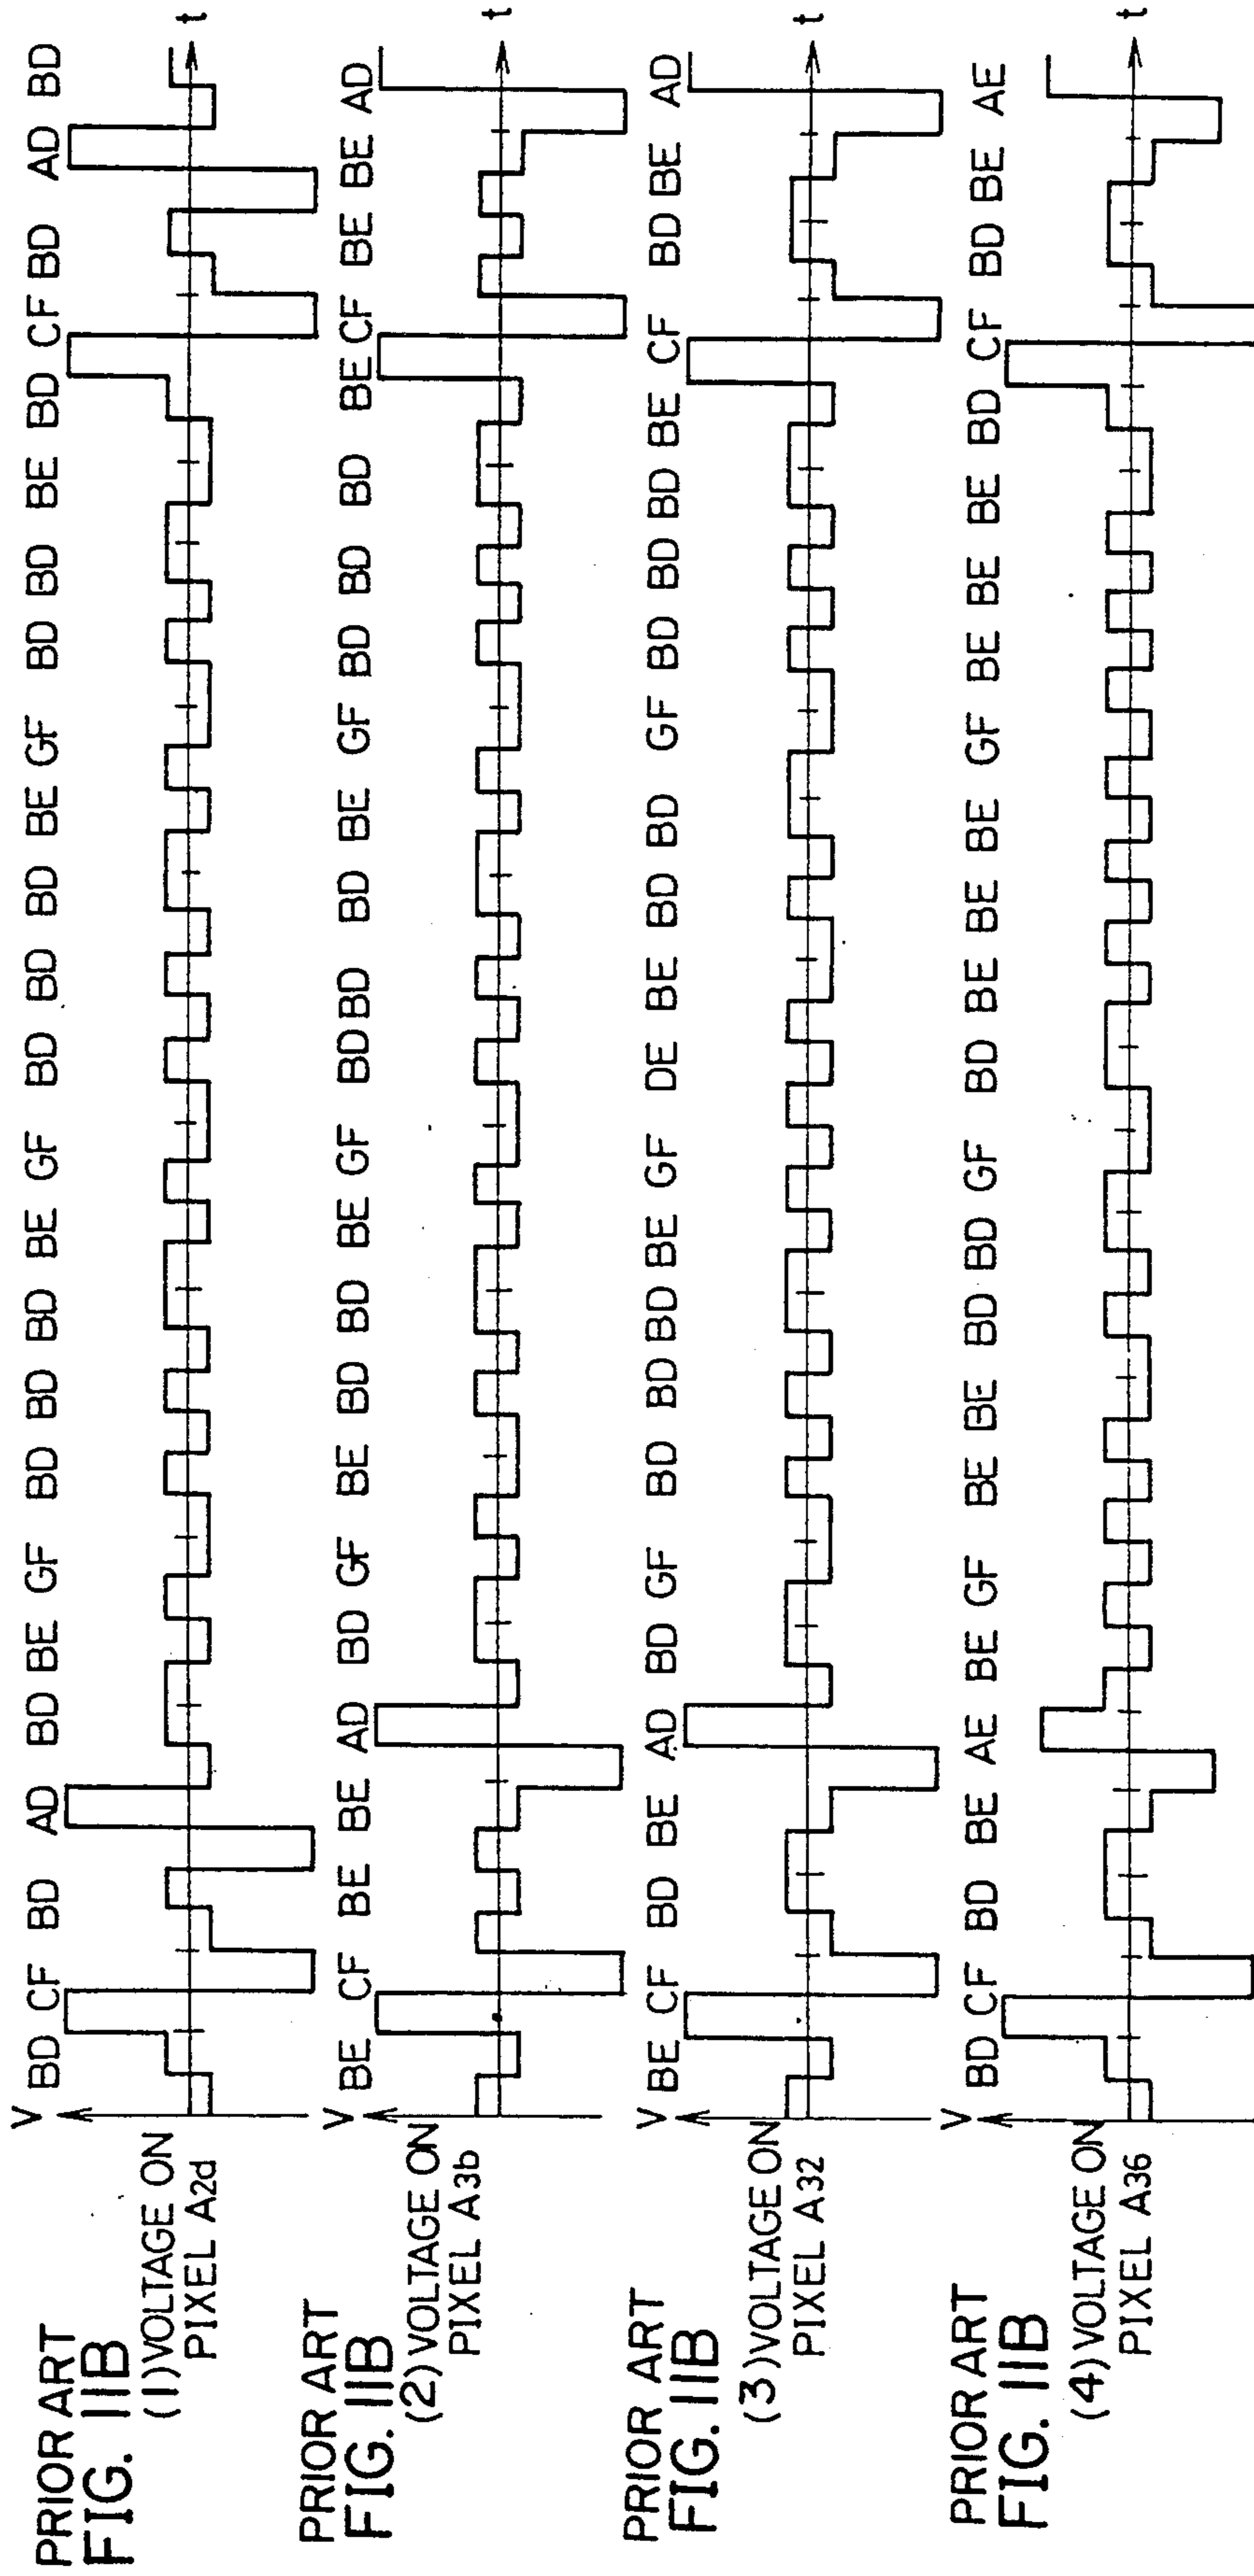 PRIOR ART
FIG. 11B
(1) VOLTAGE ON
PIXEL A2d
V
BD CF BD AD BD BE GF BD BD BD BE GF BD BD BD BE GF BD BD BE BD CF BD AD BD
t
PRIOR ART
FIG. 11B
(2) VOLTAGE ON
PIXEL A3b
V
BE CF BE BE AD BD GF BE BD BD BE GF BD BD BD BE GF BD BD BD BE CF BE BE AD
t
PRIOR ART
FIG. 11B
(3) VOLTAGE ON
PIXEL A32
V
BE CF BD BE AD BD GF BD BD BD BE GF DE BE BD BD GF BD BD BD BE CF BD BE AD
t
PRIOR ART
FIG. 11B
(4) VOLTAGE ON
PIXEL A36
V
BD CF BD BE AE BE GF BE BE BD BD GF BD BE BE BE GF BE BE BE BD CF BD BE AE
t